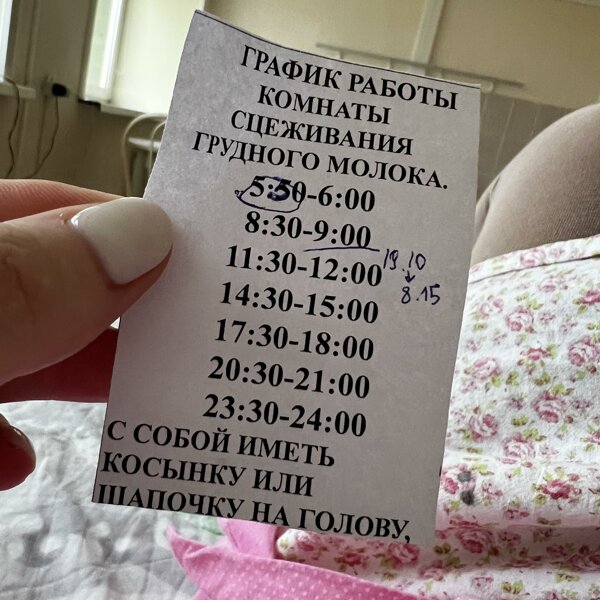 ГРАФИК РАБОТЫ
КОМНАТЫ
СЦЕЖИВАНИЯ
ГРУДНОГО МОЛОКА.
5:30-6:00
8:30-9:00
11:30-12:00
19.10
8.15
14:30-15:00
17:30-18:00
20:30-21:00
23:30-24:00
С СОБОЙ ИМЕТЬ
КОСЫНКУ ИЛИ
ШАПОЧКУ НА ГОЛОВУ,